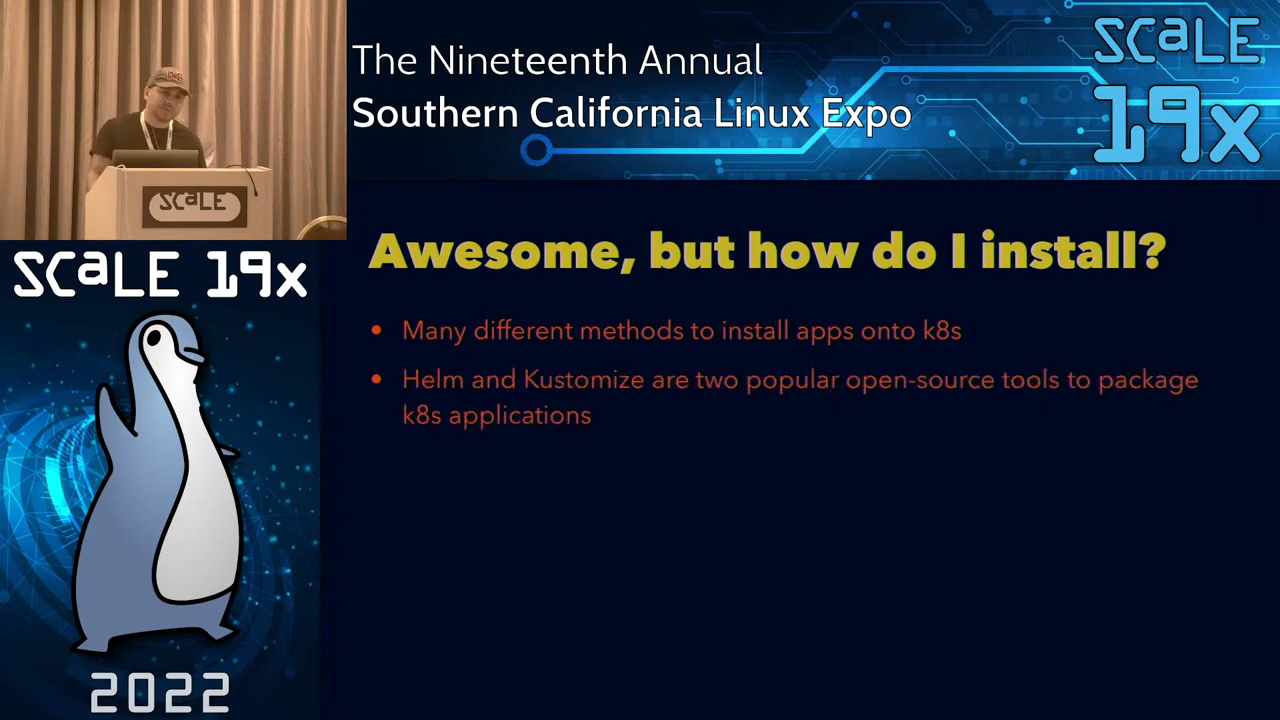 The Nineteenth Annual
Southern California Linux Expo
SCaLE
19x
SCaLE
SCaLE 19x
2022
Awesome, but how do I install?
• Many different methods to install apps onto k8s
• Helm and Kustomize are two popular open-source tools to package
k8s applications